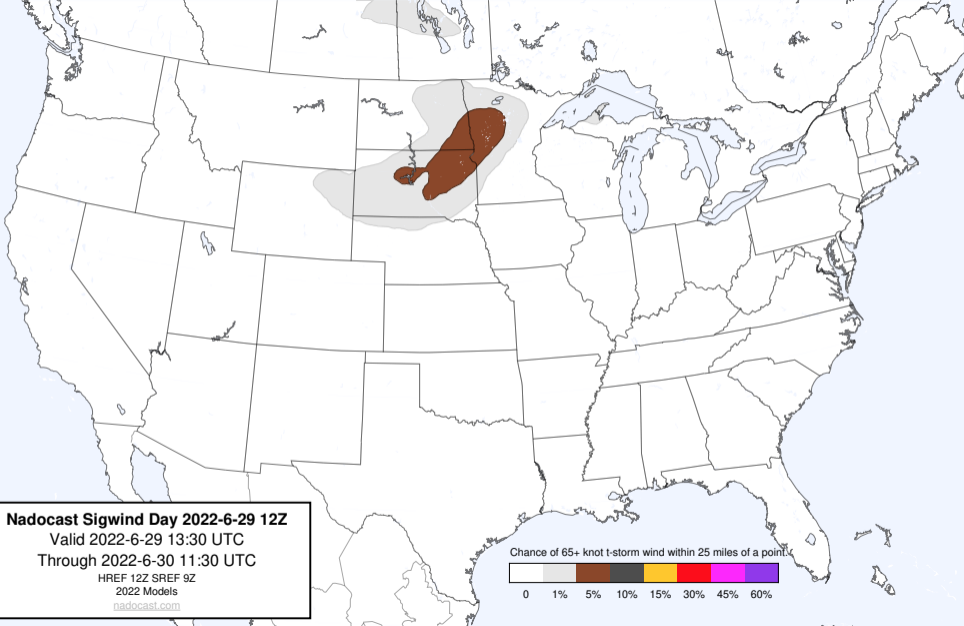 Nadocast Sigwind Day 2022-6-29 12Z
Valid 2022-6-29 13:30 UTC
Through 2022-6-30 11:30 UTC
HREF 12Z SREF 9Z
2022 Models
nadocast.com
Chance of 65+ knot t-storm wind within 25 miles of a point.
0 1% 5% 10% 15% 30% 45% 60%